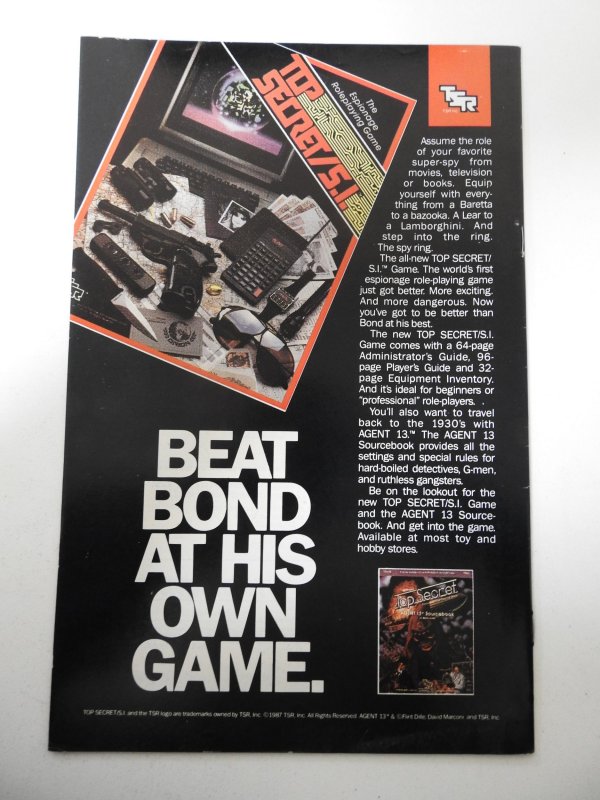 The
Espionage
Roleplaying Game
TOP
SECRET/S.I.
TSR
TSR
Assume the role
of your favorite
super-spy from
movies, television
or books. Equip
yourself with every-
thing from a Baretta
to a bazooka. A Lear to
a Lamborghini. And
step into the ring.
The spy ring.
The all-new TOP SECRET/
S.I.™ Game. The world's first
espionage role-playing game
just got better. More exciting.
And more dangerous. Now
you've got to be better than
Bond at his best.
The new TOP SECRET/S.I.
Game comes with a 64-page
Administrator's Guide, 96-
page Player's Guide and 32-
page Equipment Inventory.
And it's ideal for beginners or
"professional" role-players.
You'll also want to travel
back to the 1930's with
AGENT 13.™ The AGENT 13
Sourcebook provides all the
settings and special rules for
hard-boiled detectives, G-men,
and ruthless gangsters.
Be on the lookout for the
new TOP SECRET/S.I. Game
and the AGENT 13 Source-
book. And get into the game.
Available at most toy and
hobby stores.
BEAT
BOND
AT HIS
OWN
GAME.
Top Secret
Agent 13 Sourcebook
TOP SECRET/S.I. and the TSR logo are trademarks owned by TSR, Inc. ©1987 TSR, Inc. All Rights Reserved. AGENT 13™ & ©Flint Dille, David Marconi and TSR, Inc.